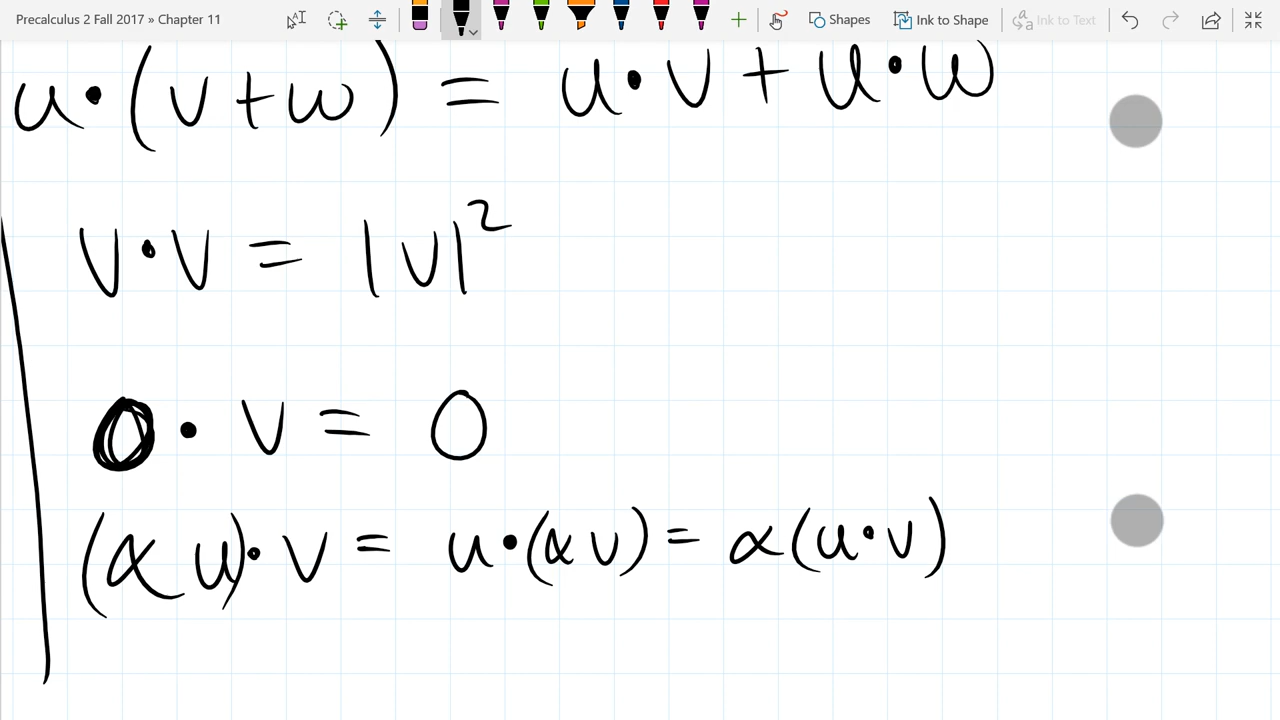 Precalculus 2 Fall 2017 » Chapter 11
Shapes
Ink to Shape
Ink to Text
u·(v+w) = u·v + u·w
v·v = |v|²
0·v = 0
(αu)·v = u·(αv) = α(u·v)